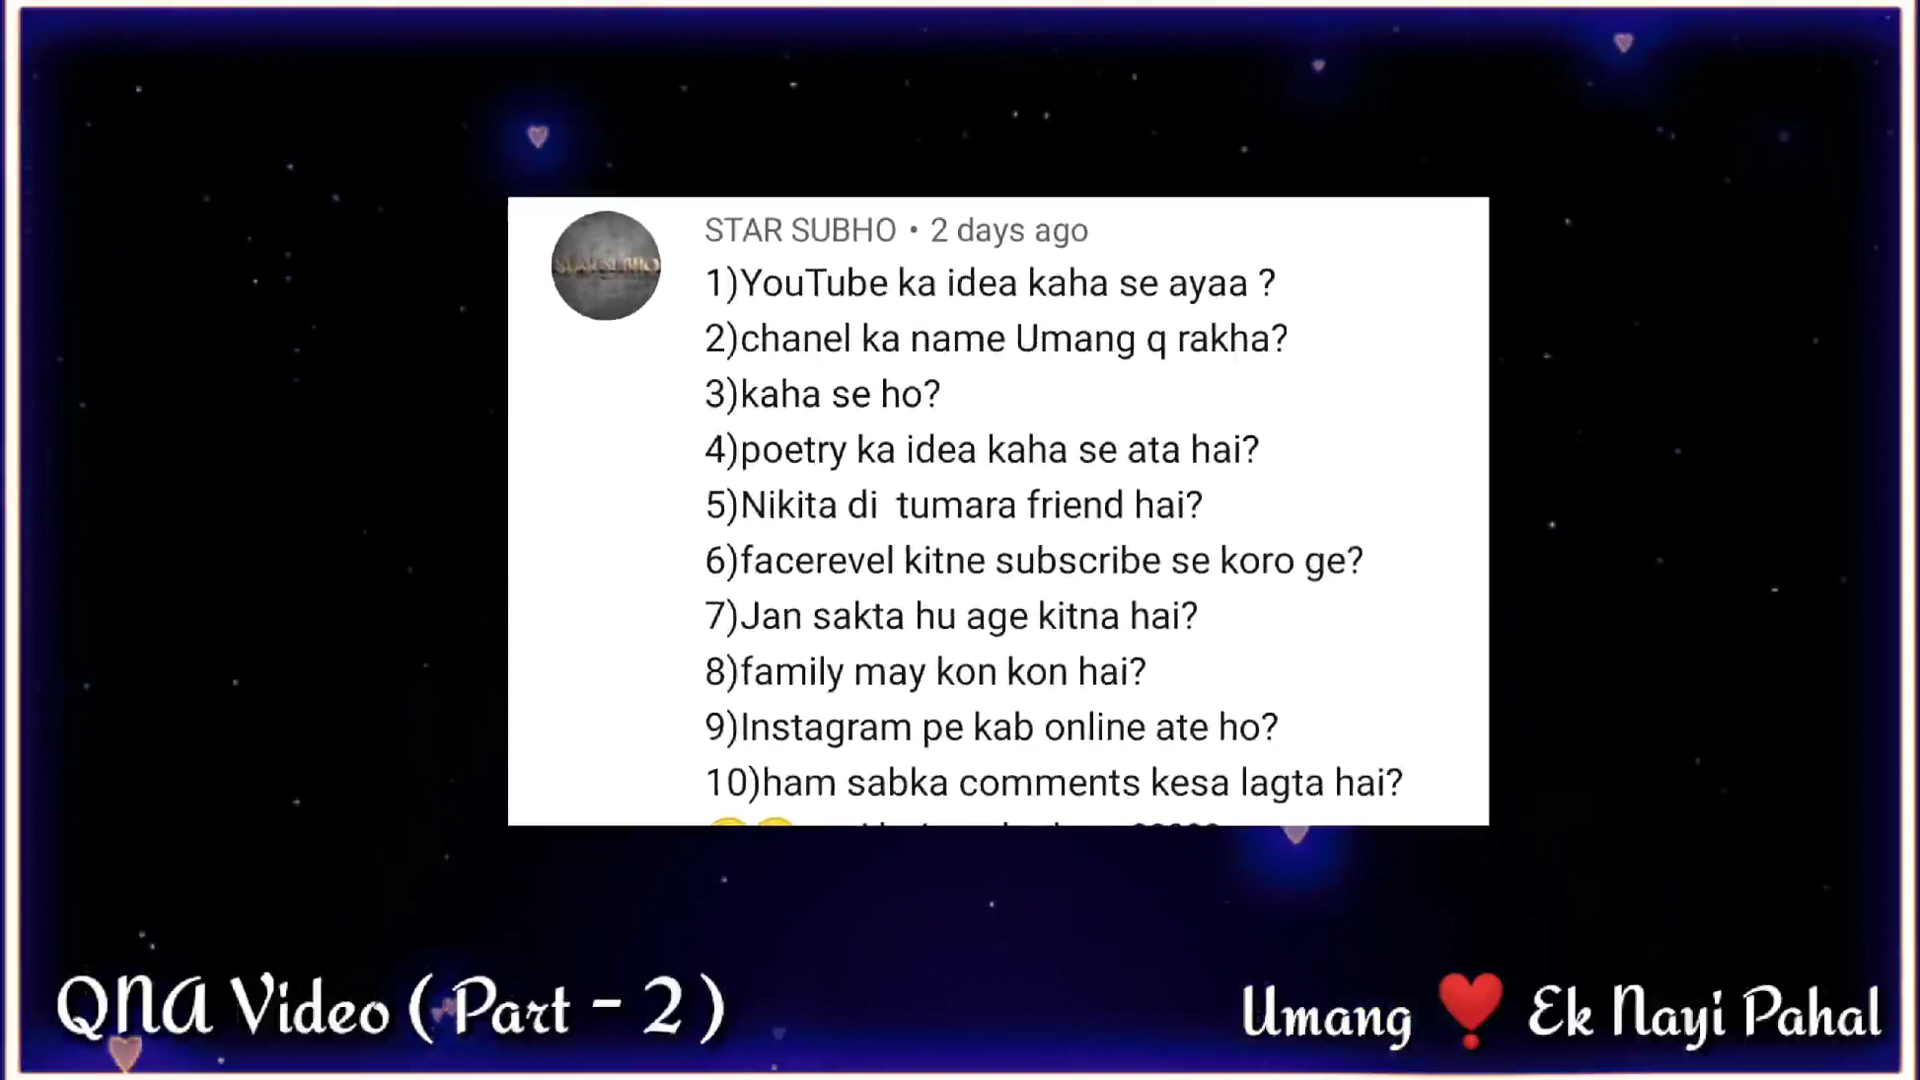 STAR SUBHO • 2 days ago
1)YouTube ka idea kaha se ayaa ?
2)chanel ka name Umang q rakha?
3)kaha se ho?
4)poetry ka idea kaha se ata hai?
5)Nikita di  tumara friend hai?
6)facerevel kitne subscribe se koro ge?
7)Jan sakta hu age kitna hai?
8)family may kon kon hai?
9)Instagram pe kab online ate ho?
10)ham sabka comments kesa lagta hai?
QNA Video ( Part - 2 )
Umang ❣️ Ek Nayi Pahal